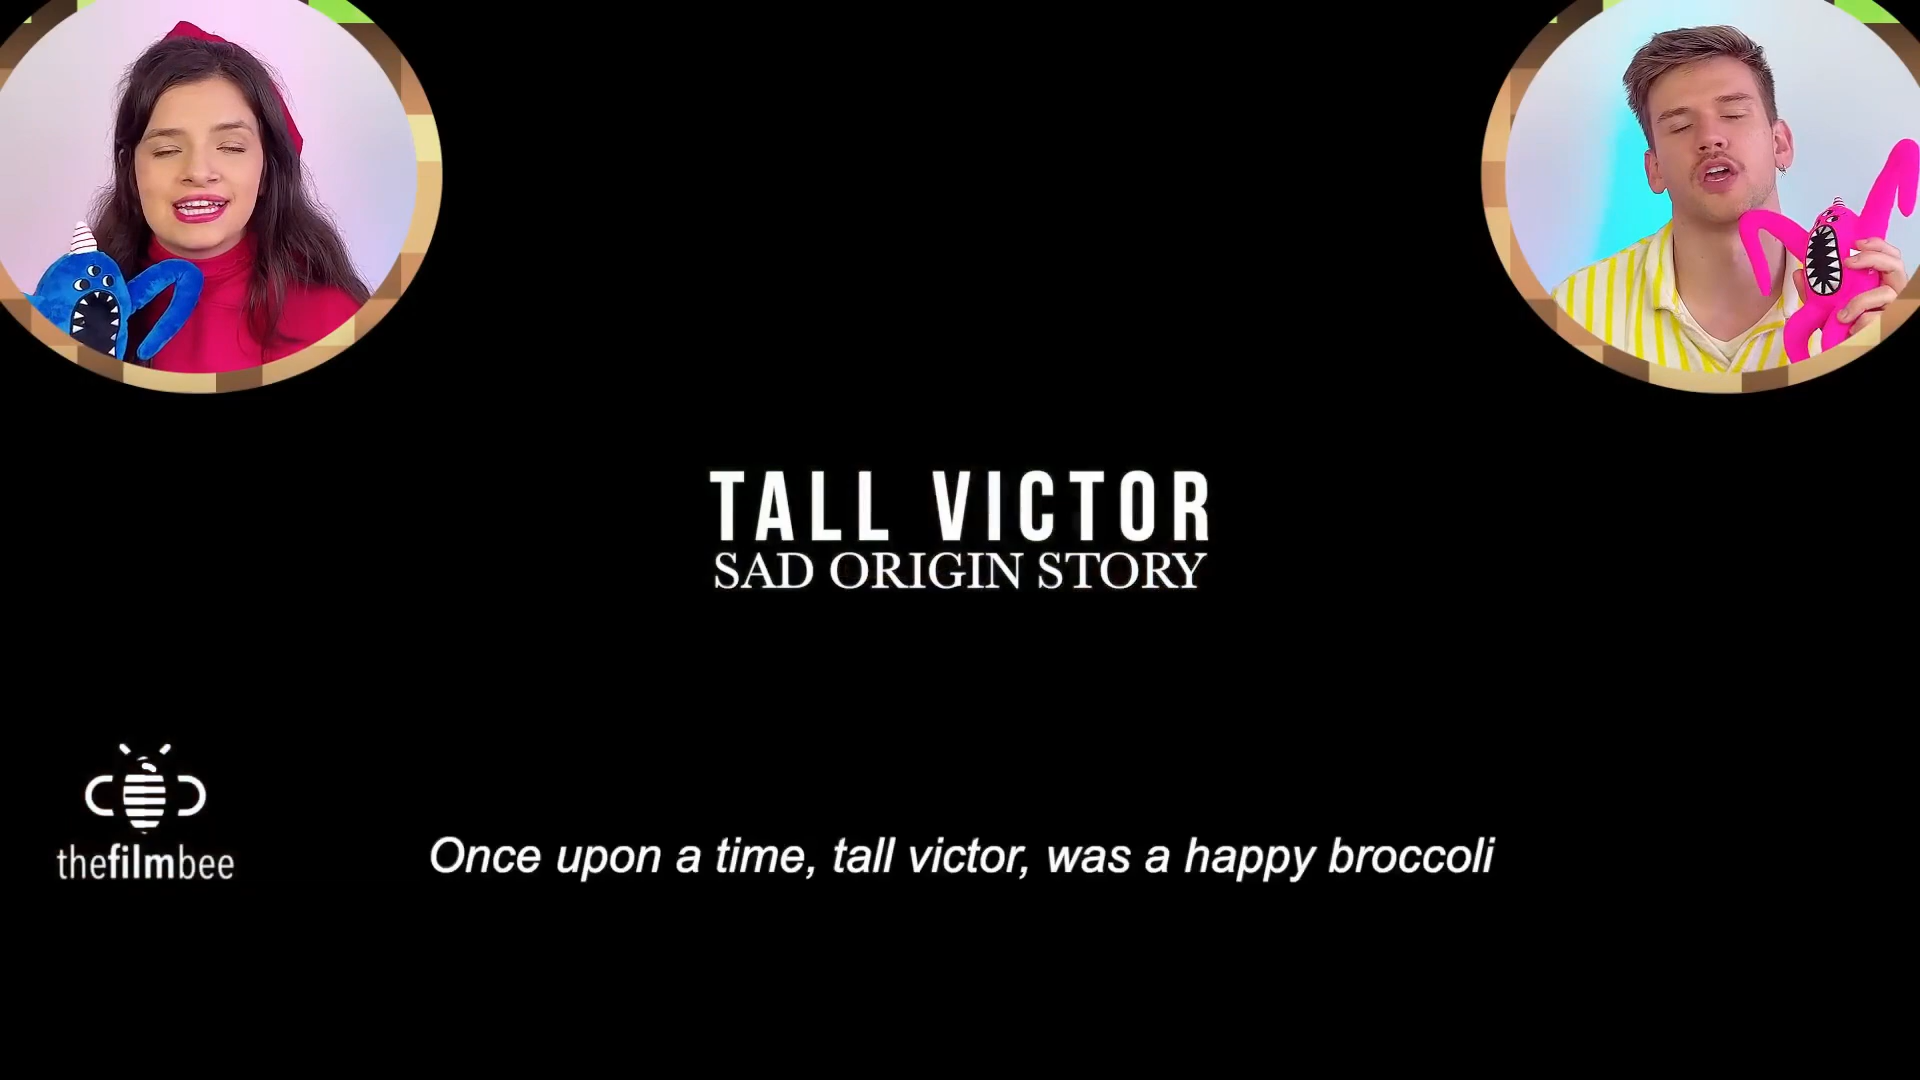 TALL VICTOR
SAD ORIGIN STORY
thefilmbee
Once upon a time, tall victor, was a happy broccoli